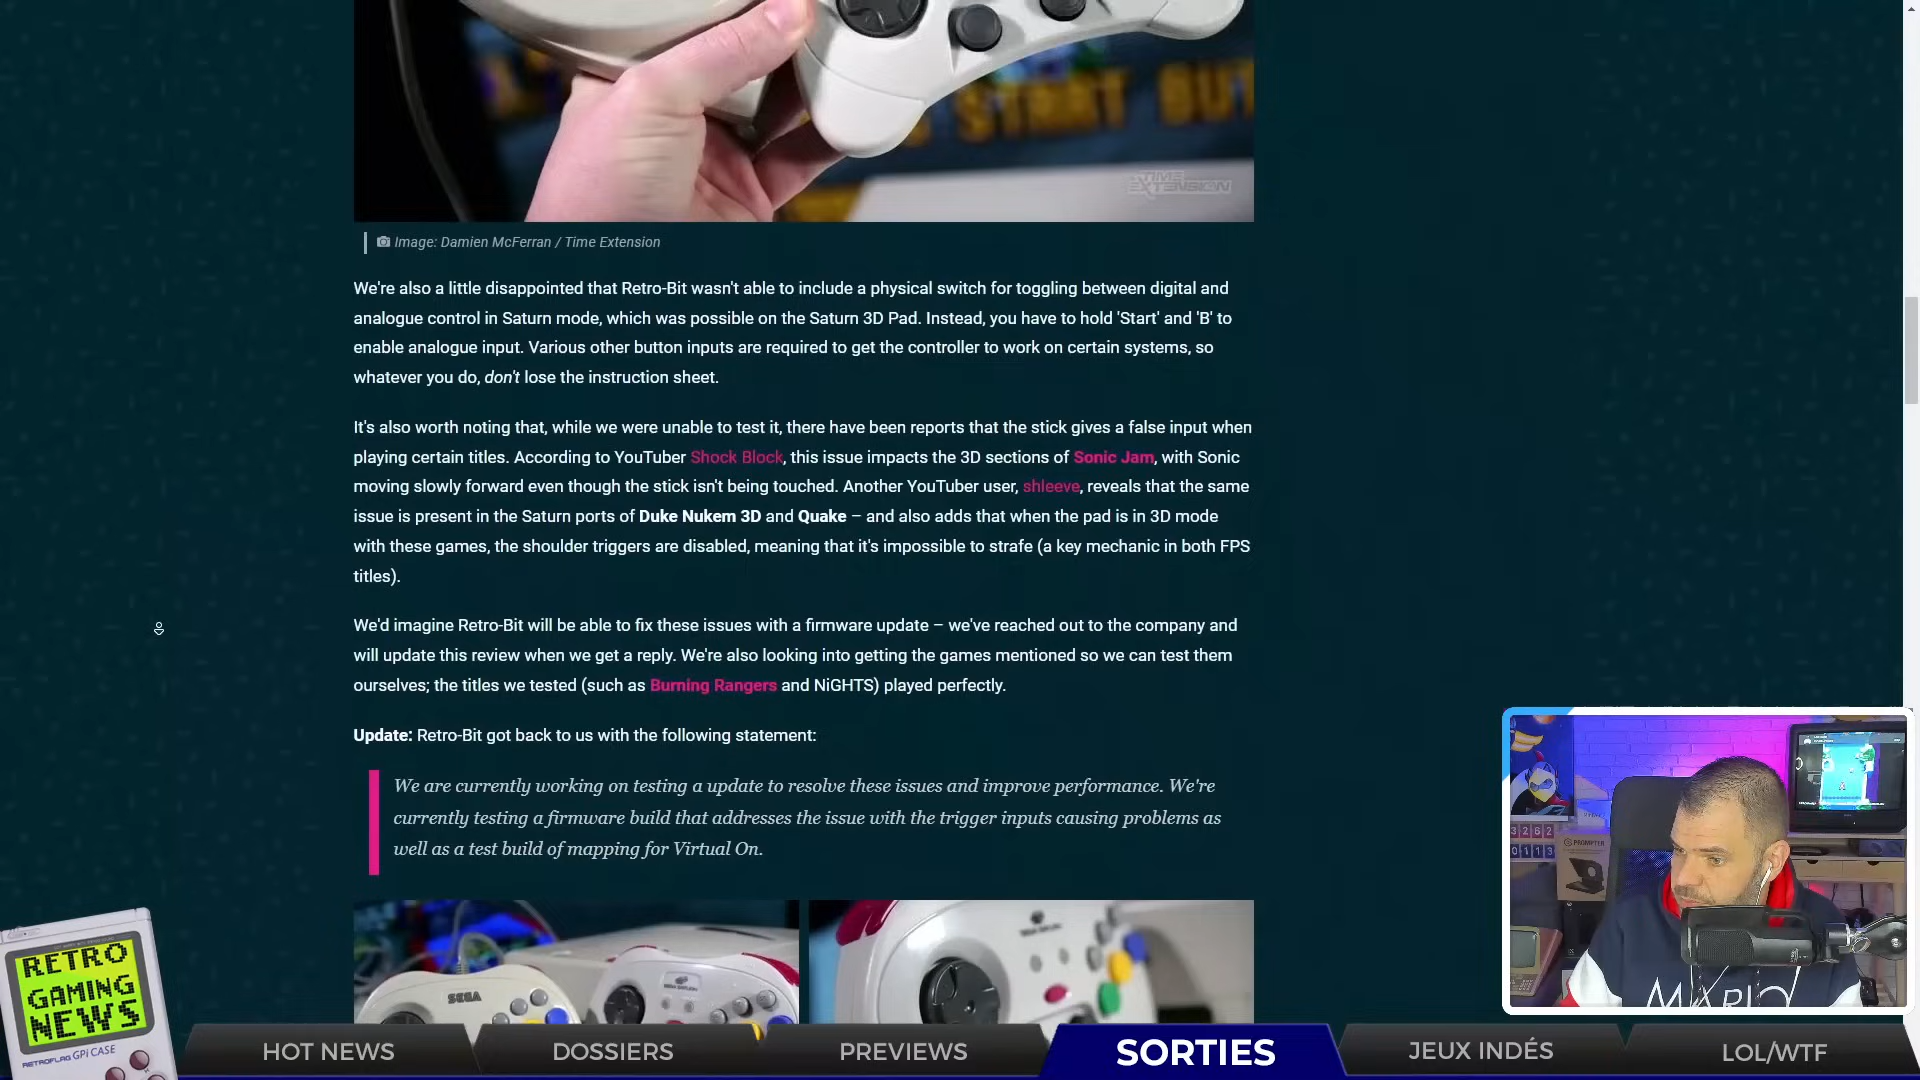 START BUT
TIME
EXTENSION
Image: Damien McFerran / Time Extension
We're also a little disappointed that Retro-Bit wasn't able to include a physical switch for toggling between digital and
analogue control in Saturn mode, which was possible on the Saturn 3D Pad. Instead, you have to hold 'Start' and 'B' to
enable analogue input. Various other button inputs are required to get the controller to work on certain systems, so
whatever you do, don't lose the instruction sheet.
It's also worth noting that, while we were unable to test it, there have been reports that the stick gives a false input when
playing certain titles. According to YouTuber Shock Block, this issue impacts the 3D sections of Sonic Jam, with Sonic
moving slowly forward even though the stick isn't being touched. Another YouTuber user, shleeve, reveals that the same
issue is present in the Saturn ports of Duke Nukem 3D and Quake – and also adds that when the pad is in 3D mode
with these games, the shoulder triggers are disabled, meaning that it's impossible to strafe (a key mechanic in both FPS
titles).
We'd imagine Retro-Bit will be able to fix these issues with a firmware update – we've reached out to the company and
will update this review when we get a reply. We're also looking into getting the games mentioned so we can test them
ourselves; the titles we tested (such as Burning Rangers and NiGHTS) played perfectly.
Update: Retro-Bit got back to us with the following statement:
We are currently working on testing a update to resolve these issues and improve performance. We're
currently testing a firmware build that addresses the issue with the trigger inputs causing problems as
well as a test build of mapping for Virtual On.
SEGA
3262
0113
PROMPTER
MARIO
RETRO
GAMING
NEWS
RETROFLAG GPi CASE
HOT NEWS
DOSSIERS
PREVIEWS
SORTIES
JEUX INDÉS
LOL/WTF